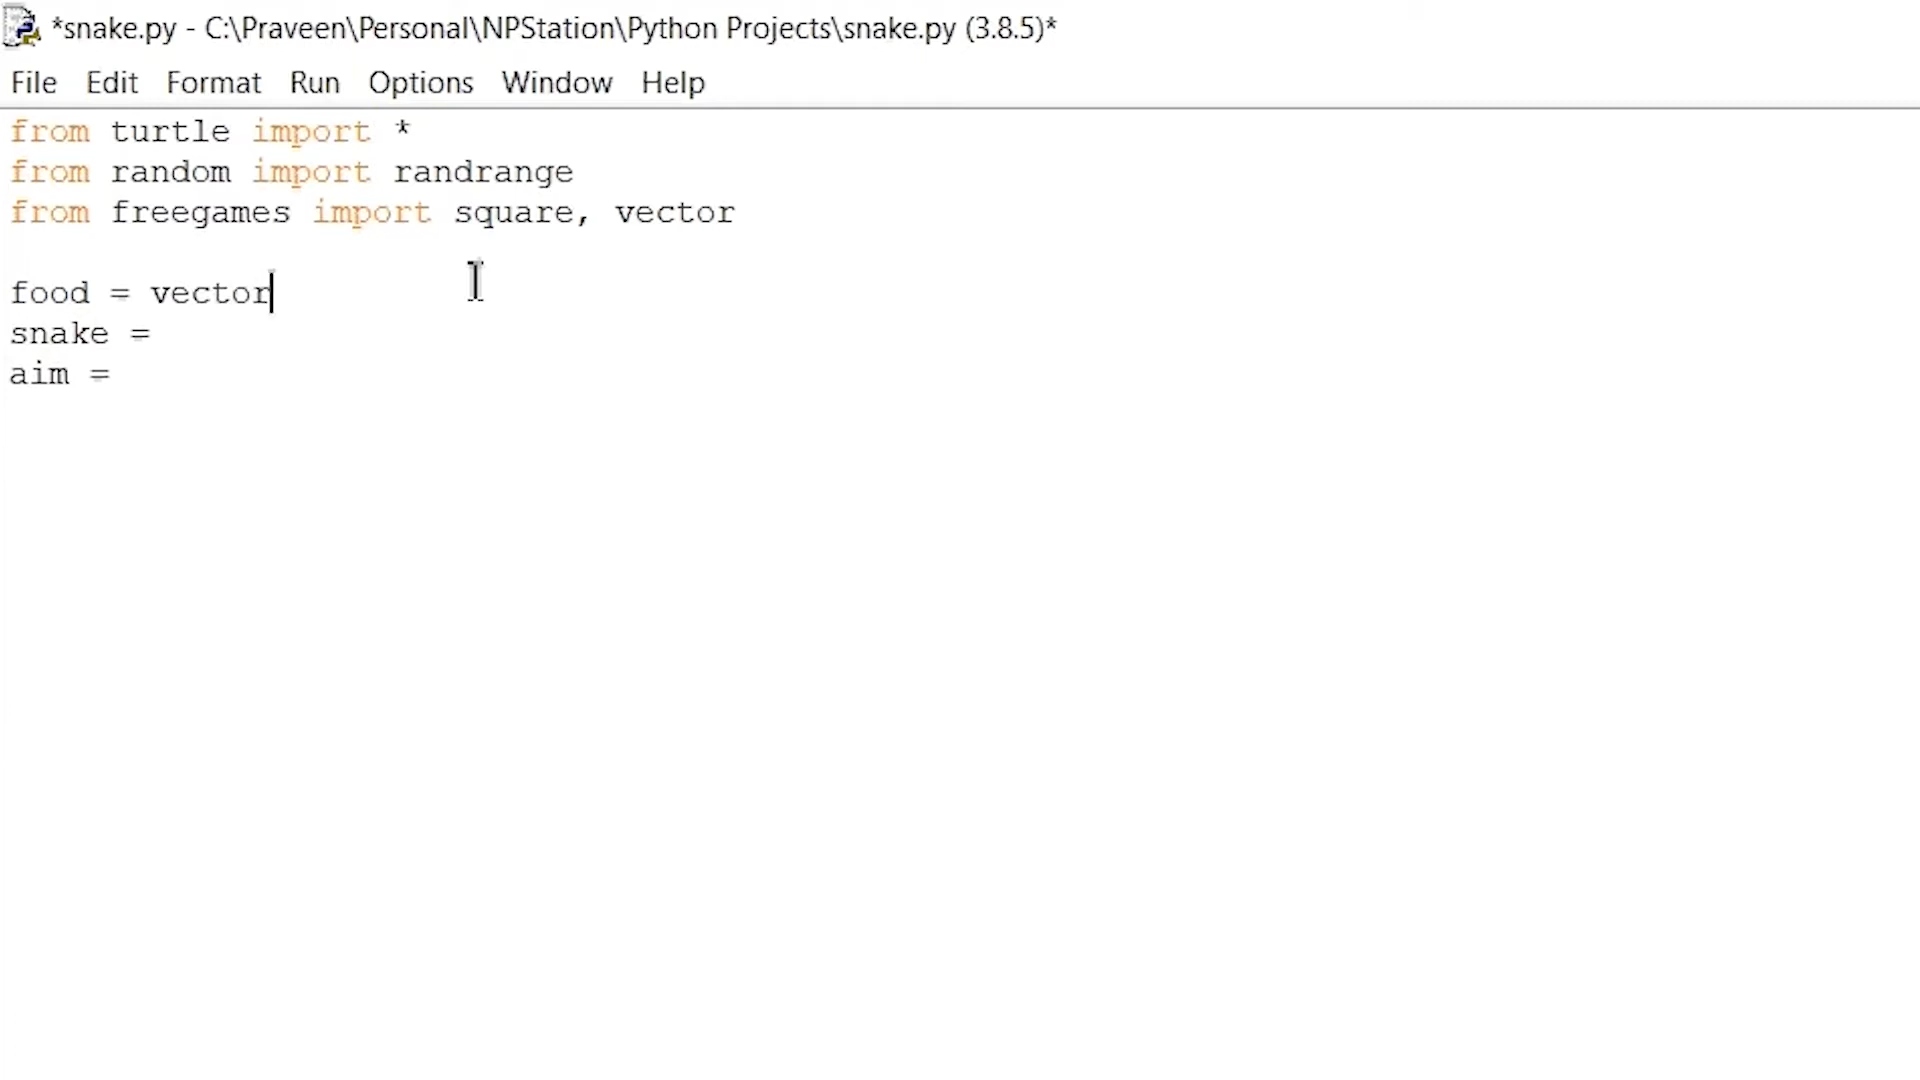 *snake.py - C:\Praveen\Personal\NPStation\Python Projects\snake.py (3.8.5)*
File Edit Format Run Options Window Help
from turtle import *
from random import randrange
from freegames import square, vector
food = vector
snake =
aim =